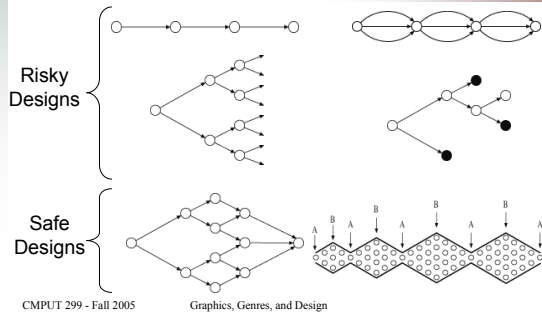 Risky
Designs
Safe
Designs
B
B
B
B
A
A
A
A
A
CMPUT 299 - Fall 2005
Graphics, Genres, and Design